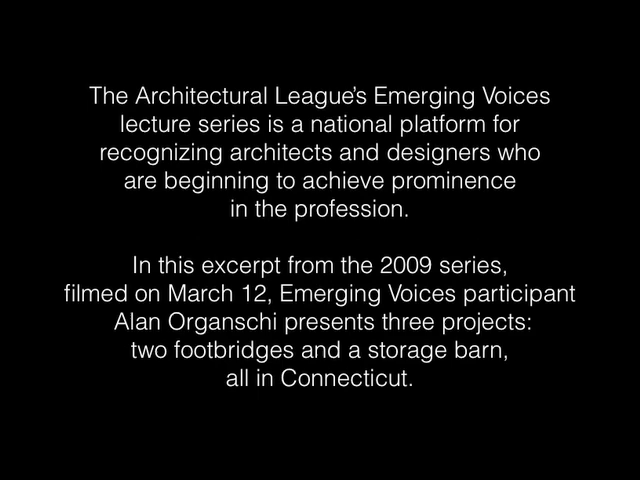 The Architectural League’s Emerging Voices
lecture series is a national platform for
recognizing architects and designers who
are beginning to achieve prominence
in the profession.
In this excerpt from the 2009 series,
filmed on March 12, Emerging Voices participant
Alan Organschi presents three projects:
two footbridges and a storage barn,
all in Connecticut.